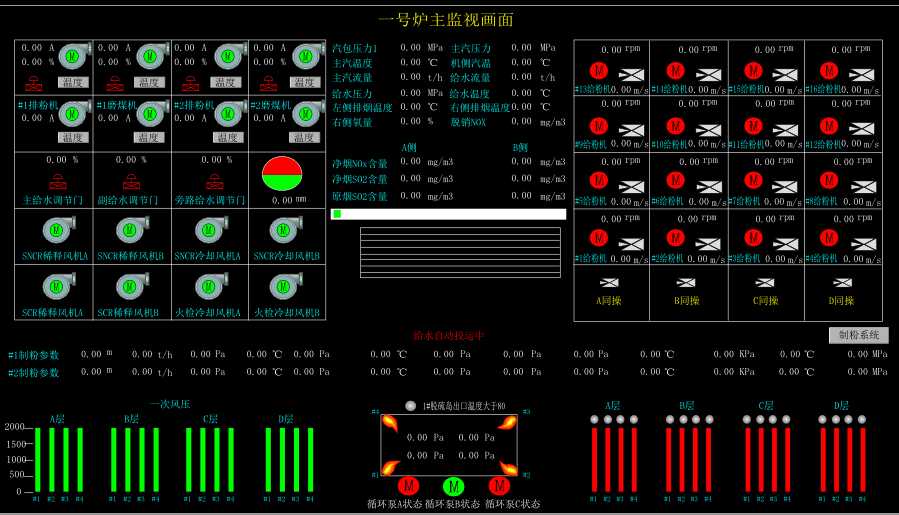 一号炉主监视画面
0.00 A 0.00 A 0.00 A 0.00 A
0.00 % 0.00 % 0.00 % 0.00 %
M M M M
温度 温度 温度 温度
#1排粉机 #1磨煤机 #2排粉机 #2磨煤机
0.00 A 0.00 A 0.00 A 0.00 A
M M M M
温度 温度 温度 温度
0.00 % 0.00 % 0.00 %
主给水调节门 副给水调节门 旁路给水调节门 0.00 mm
M M M M
SNCR稀释风机A SNCR稀释风机B SNCR冷却风机A SNCR冷却风机B
M M M M
SCR稀释风机A SCR稀释风机B 火检冷却风机A 火检冷却风机B
汽包压力1 0.00 MPa 主汽压力 0.00 MPa
主汽温度 0.00 ℃ 机侧汽温 0.00 ℃
主汽流量 0.00 t/h 给水流量 0.00 t/h
给水压力 0.00 MPa 给水温度 0.00 ℃
左侧排烟温度 0.00 ℃ 右侧排烟温度 0.00 ℃
右侧氧量 0.00 % 脱销NOX 0.00 mg/m3
A侧 B侧
净烟NOx含量 0.00 mg/m3 0.00 mg/m3
净烟SO2含量 0.00 mg/m3 0.00 mg/m3
原烟SO2含量 0.00 mg/m3 0.00 mg/m3
0.00 rpm 0.00 rpm 0.00 rpm 0.00 rpm
M M M M
#13给粉机 0.00 m/s #14给粉机 0.00 m/s #15给粉机 0.00 m/s #16给粉机 0.00 m/s
0.00 rpm 0.00 rpm 0.00 rpm 0.00 rpm
M M M M
#9给粉机 0.00 m/s #10给粉机 0.00 m/s #11给粉机 0.00 m/s #12给粉机 0.00 m/s
0.00 rpm 0.00 rpm 0.00 rpm 0.00 rpm
M M M M
#5给粉机 0.00 m/s #6给粉机 0.00 m/s #7给粉机 0.00 m/s #8给粉机 0.00 m/s
0.00 rpm 0.00 rpm 0.00 rpm 0.00 rpm
M M M M
#1给粉机 0.00 m/s #2给粉机 0.00 m/s #3给粉机 0.00 m/s #4给粉机 0.00 m/s
A同操 B同操 C同操 D同操
给水自动投运中
制粉系统
#1制粉参数 0.00 m 0.00 t/h 0.00 Pa 0.00 ℃ 0.00 Pa 0.00 ℃ 0.00 Pa 0.00 Pa 0.00 Pa 0.00 ℃ 0.00 KPa 0.00 ℃ 0.00 MPa
#2制粉参数 0.00 m 0.00 t/h 0.00 Pa 0.00 ℃ 0.00 Pa 0.00 ℃ 0.00 Pa 0.00 Pa 0.00 Pa 0.00 ℃ 0.00 KPa 0.00 ℃ 0.00 MPa
一次风压
A层 B层 C层 D层
2000
1500
1000
500
0
#1 #2 #3 #4 #1 #2 #3 #4 #1 #2 #3 #4 #1 #2 #3 #4
1#脱硫岛出口温度大于80
#4 #3
0.00 Pa 0.00 Pa
0.00 Pa 0.00 Pa
#1 #2
M M M
循环泵A状态 循环泵B状态 循环泵C状态
A层 B层 C层 D层
#1 #2 #3 #4 #1 #2 #3 #4 #1 #2 #3 #4 #1 #2 #3 #4